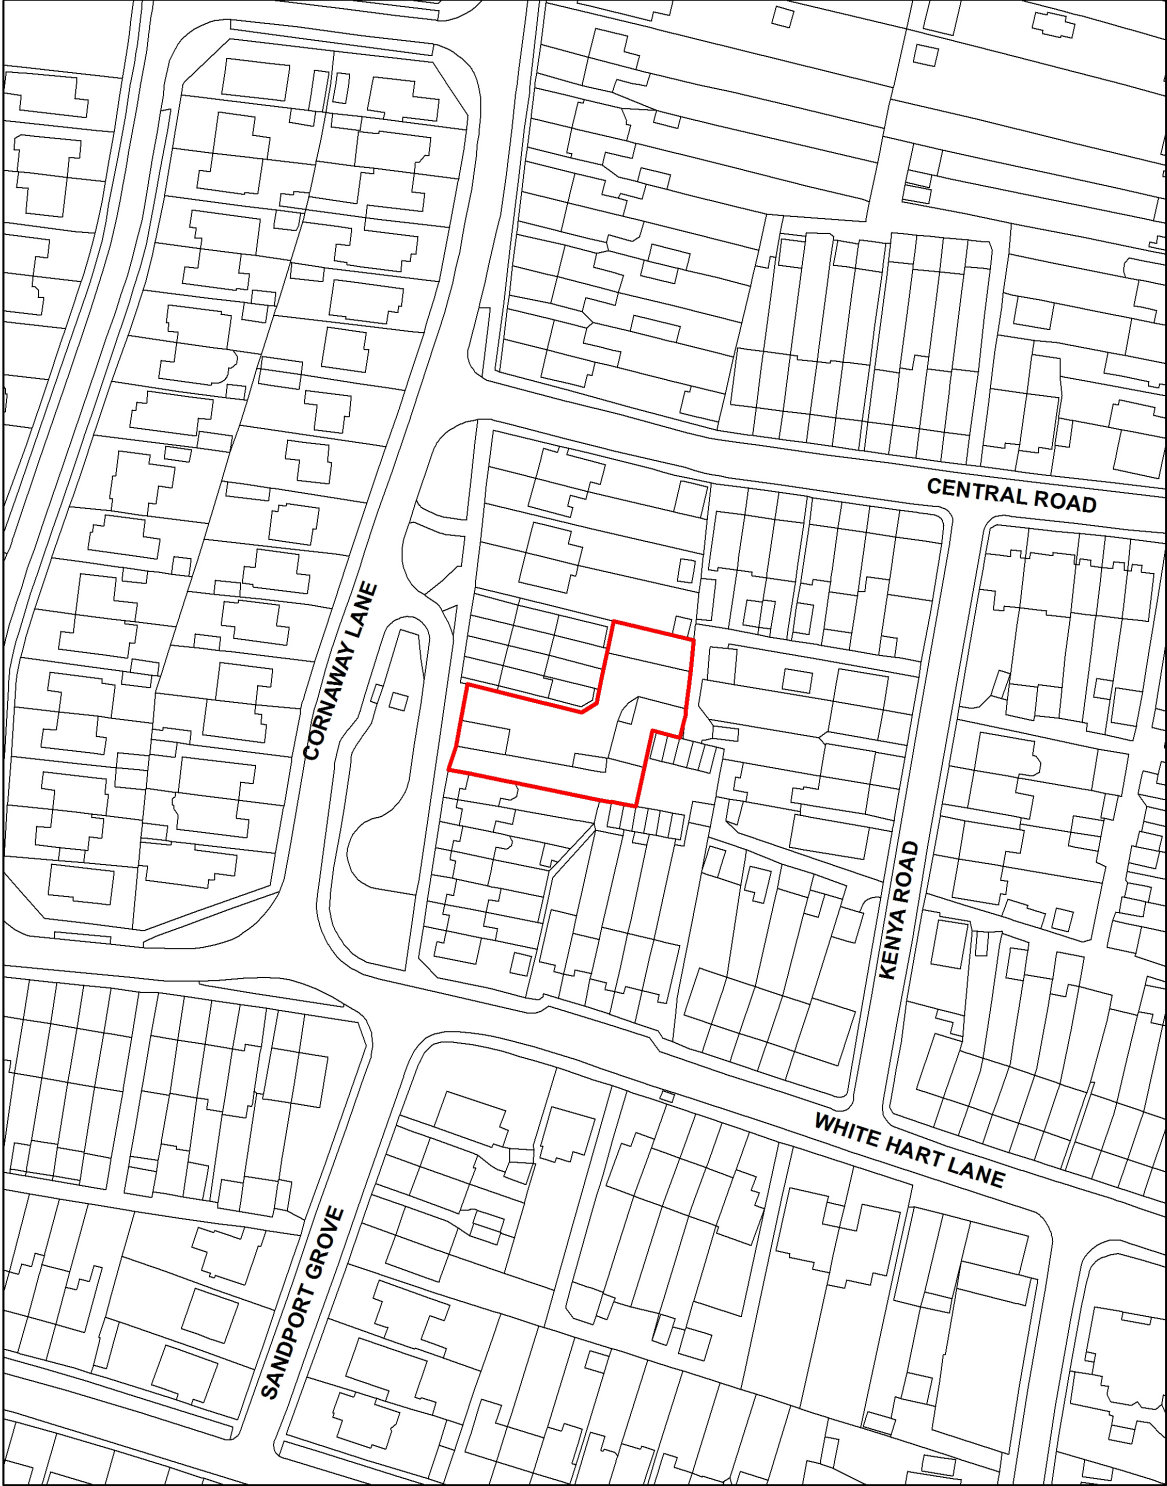 CENTRAL ROAD
CORNAWAY LANE
KENYA ROAD
WHITE HART LANE
SANDPORT GROVE